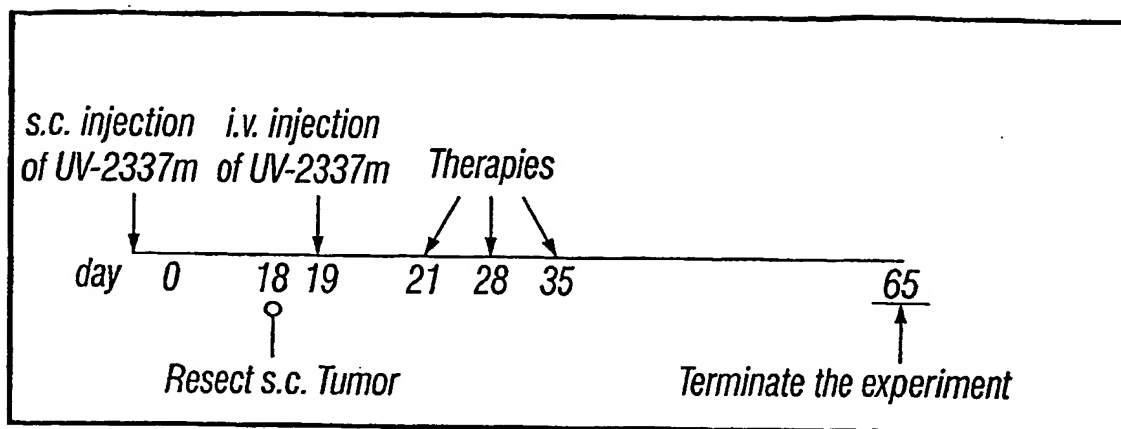 s.c. injection i.v. injection
of UV-2337m of UV-2337m Therapies
day 0 18 19 21 28 35 65
Resect s.c. Tumor Terminate the experiment